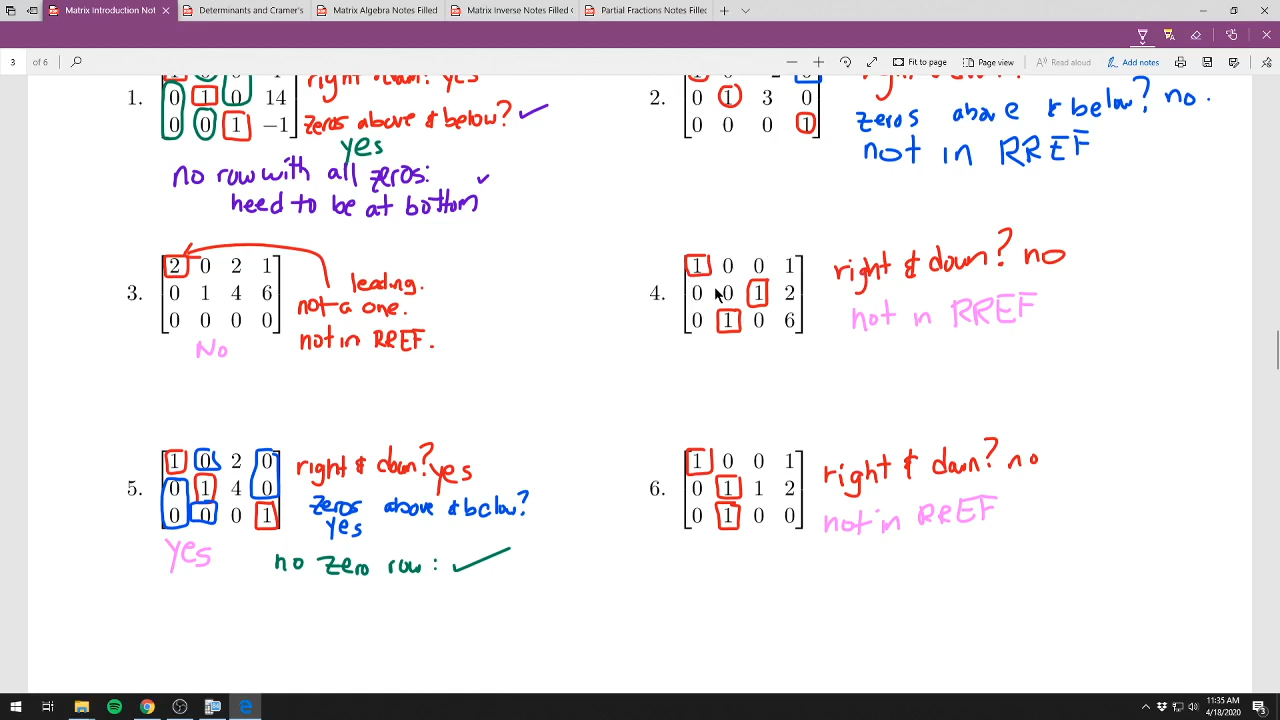 Matrix Introduction Not
Determinants and Cramer's
Matrix Algebra Notes Filled
Matrix Inverse Notes Filled
Partial Fractions Notes Filled
3 of 6
Fit to page
Page view
Read aloud
Add notes
right & down? yes
1. 0 1 0 14
0 0 1 −1
zeros above & below?
yes
no row with all zeros:
need to be at bottom
2. 0 1 3 0
0 0 0 1
zeros above & below? no.
not in RREF
3. 2 0 2 1
0 1 4 6
0 0 0 0
No
leading.
not a one.
not in RREF.
4. 1 0 0 1
0 0 1 2
0 1 0 6
right & down? no
not in RREF
5. 1 0 2 0
0 1 4 0
0 0 0 1
right & down? yes
zeros above & below?
yes
yes
no zero row:
6. 1 0 0 1
0 1 1 2
0 1 0 0
right & down? no
not in RREF
11:35 AM
4/18/2020